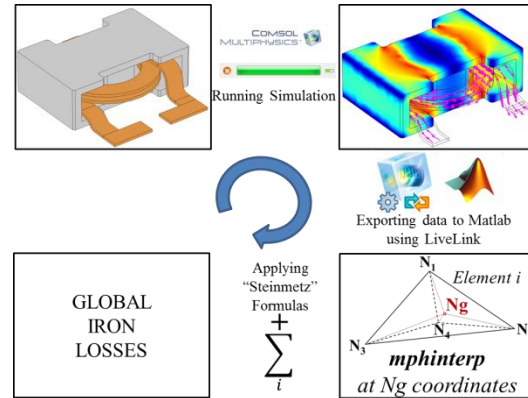 COMSOL
MULTIPHYSICS®
Running Simulation
Exporting data to Matlab
using LiveLink
Applying
"Steinmetz"
Formulas
+
∑
i
GLOBAL
IRON
LOSSES
N1
Element i
Ng
N3
N4
N
mphinterp
at Ng coordinates